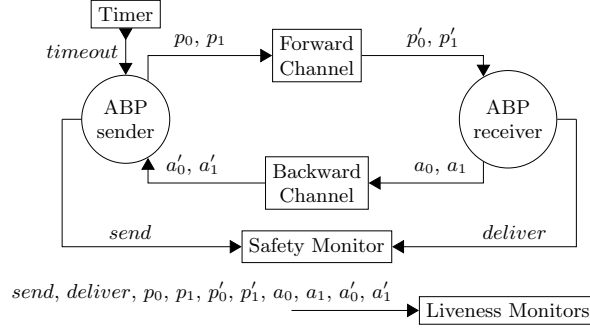 Timer
timeout
p₀, p₁
Forward
Channel
p′₀, p′₁
ABP
sender
ABP
receiver
a′₀, a′₁
Backward
Channel
a₀, a₁
send
Safety Monitor
deliver
send, deliver, p₀, p₁, p′₀, p′₁, a₀, a₁, a′₀, a′₁
Liveness Monitors